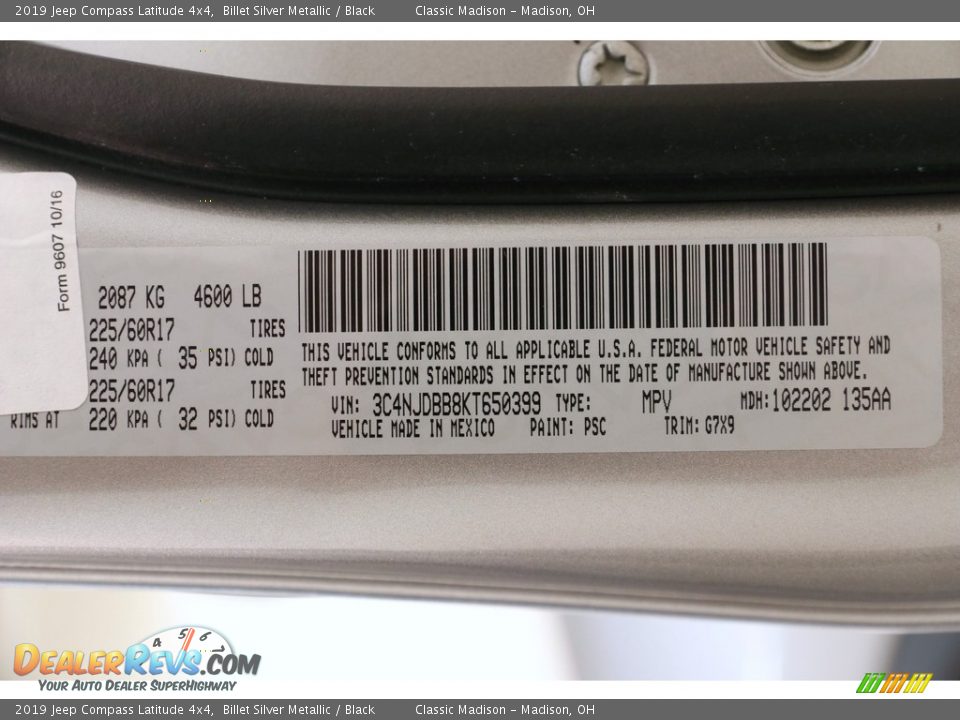 2019 Jeep Compass Latitude 4x4, Billet Silver Metallic / Black Classic Madison – Madison, OH
Form 9607 10/16
2087 KG 4600 LB
225/60R17 TIRES
240 KPA ( 35 PSI) COLD
225/60R17 TIRES
RIMS AT 220 KPA ( 32 PSI) COLD
THIS VEHICLE CONFORMS TO ALL APPLICABLE U.S.A. FEDERAL MOTOR VEHICLE SAFETY AND
THEFT PREVENTION STANDARDS IN EFFECT ON THE DATE OF MANUFACTURE SHOWN ABOVE.
VIN: 3C4NJDBB8KT650399 TYPE: MPV MDH:102202 135AA
VEHICLE MADE IN MEXICO PAINT: PSC TRIM: G7X9
4 5 6 7
DEALERREVS.COM
YOUR AUTO DEALER SUPERHIGHWAY
2019 Jeep Compass Latitude 4x4, Billet Silver Metallic / Black Classic Madison – Madison, OH